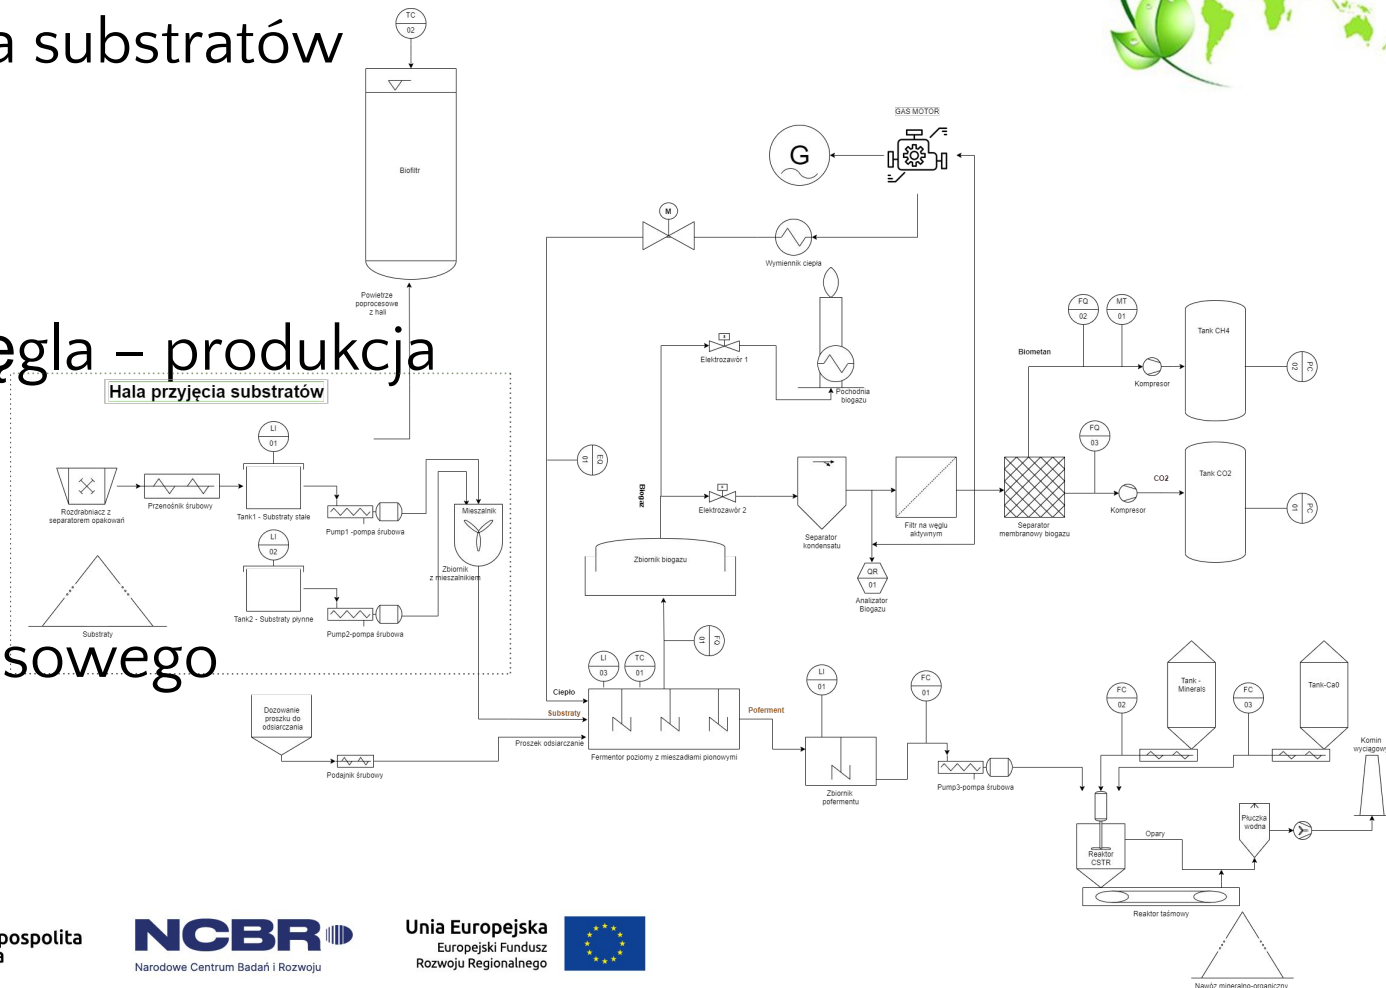 a substratów
TC
02
Biofiltr
Powietrze
poprocesowe
z hali
ęgla – produkcja
Hala przyjęcia substratów
LI
01
Rozdrabniacz z
separatorem opakowań
Przenośnik śrubowy
Tank1 - Substraty stałe
Pump1 -pompa śrubowa
Mieszalnik
LI
02
Substraty
Tank2 - Substraty płynne
Pump2-pompa śrubowa
Zbiornik
z mieszalnikiem
sowego
Dozowanie
proszku do
odsiarczania
Podajnik śrubowy
GAS MOTOR
G
M
Wymiennik ciepła
Elektrozawór 1
Pochodnia
biogazu
EQ
01
Biogaz
Elektrozawór 2
Separator
kondensatu
Filtr na węglu
aktywnym
QR
01
Analizator
Biogazu
Zbiornik biogazu
FQ
01
LI
03
TC
01
Ciepło
Substraty
Proszek odsiarczanie
Fermentor poziomy z mieszadłami pionowymi
Poferment
Biometan
FQ
02
MT
01
Kompresor
Tank CH4
PC
02
Separator
membranowy biogazu
FQ
03
Kompresor
CO2
Tank CO2
PC
01
LI
01
Zbiornik
pofermentu
FC
01
Pump3-pompa śrubowa
FC
02
Tank -
Minerals
FC
03
Tank-Ca0
Komin
wyciągowy
Reaktor
CSTR
Opary
Płuczka
wodna
Reaktor taśmowy
Nawóz mineralno-organiczny
pospolita
a
NCBR
Narodowe Centrum Badań i Rozwoju
Unia Europejska
Europejski Fundusz
Rozwoju Regionalnego